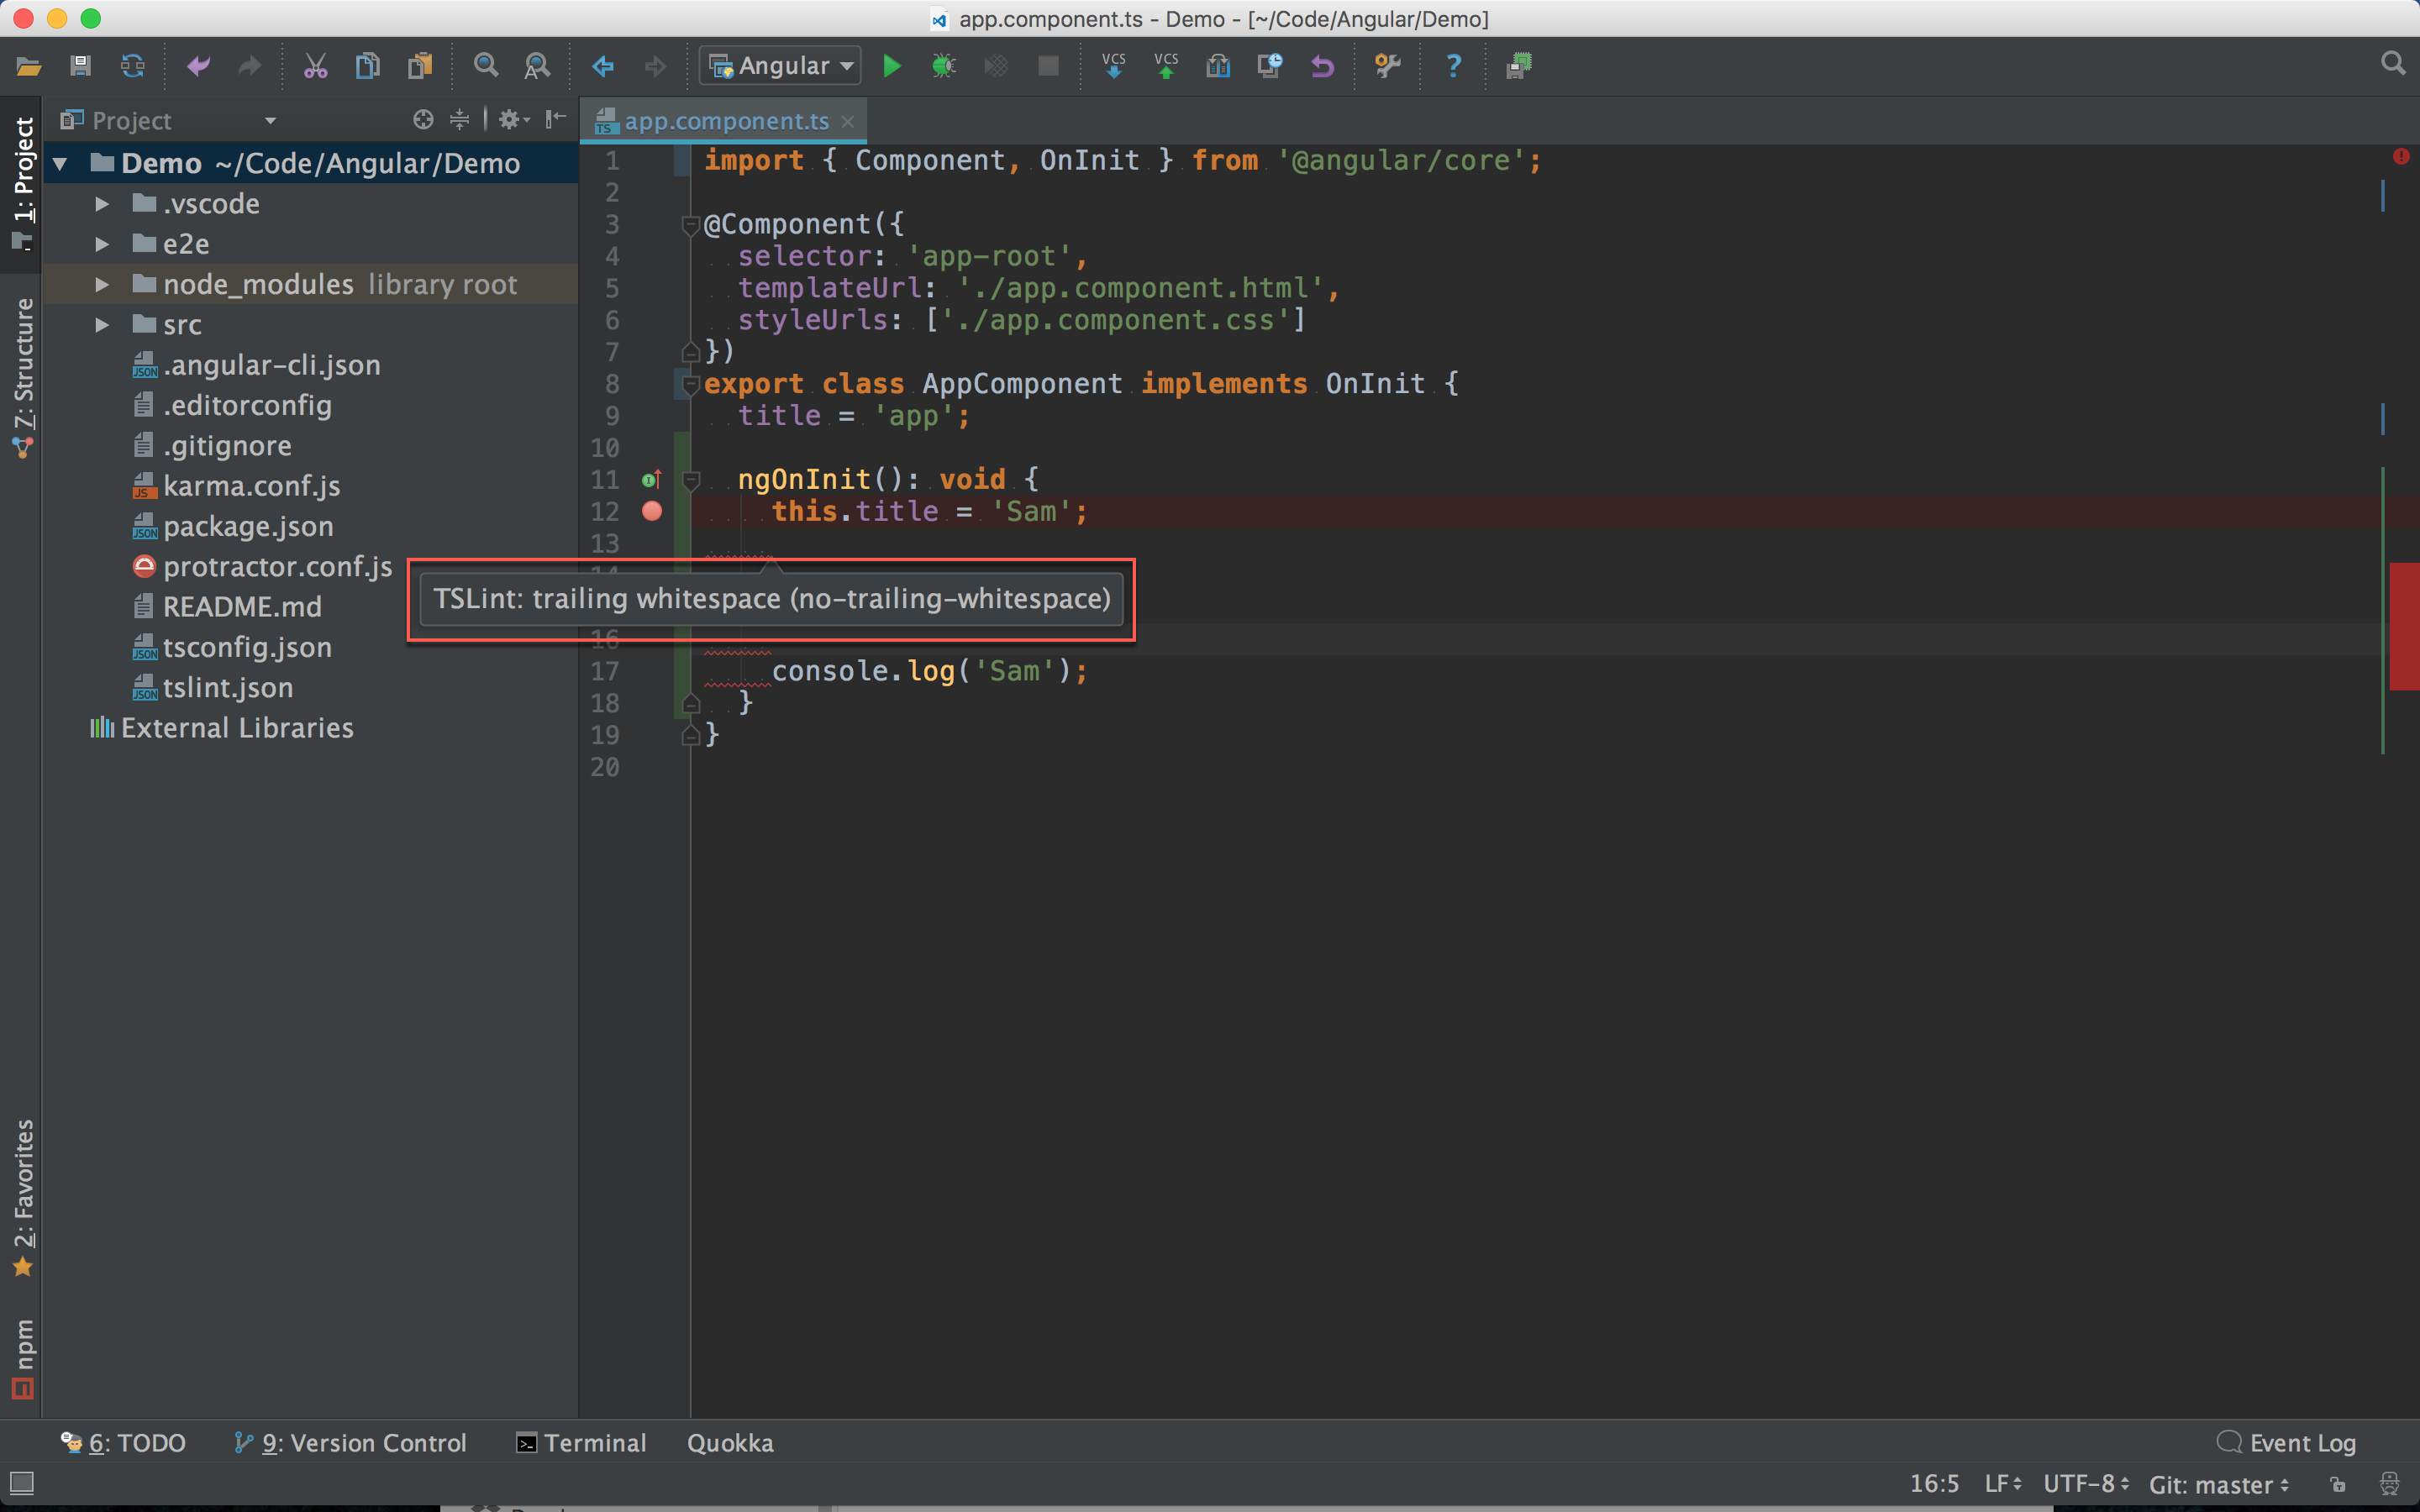 app.component.ts - Demo - [~/Code/Angular/Demo]
Angular
VCS
VCS
?
Project
app.component.ts
1: Project
7: Structure
2: Favorites
npm
Demo ~/Code/Angular/Demo
.vscode
e2e
node_modules library root
src
.angular-cli.json
.editorconfig
.gitignore
karma.conf.js
package.json
protractor.conf.js
README.md
tsconfig.json
tslint.json
External Libraries
1 import { Component, OnInit } from '@angular/core';
2
3 @Component({
4 selector: 'app-root',
5 templateUrl: './app.component.html',
6 styleUrls: ['./app.component.css']
7 })
8 export class AppComponent implements OnInit {
9 title = 'app';
10
11 ngOnInit(): void {
12 this.title = 'Sam';
13
TSLint: trailing whitespace (no-trailing-whitespace)
16
17 console.log('Sam');
18 }
19 }
20
6: TODO
9: Version Control
Terminal
Quokka
Event Log
16:5
LF
UTF-8
Git: master